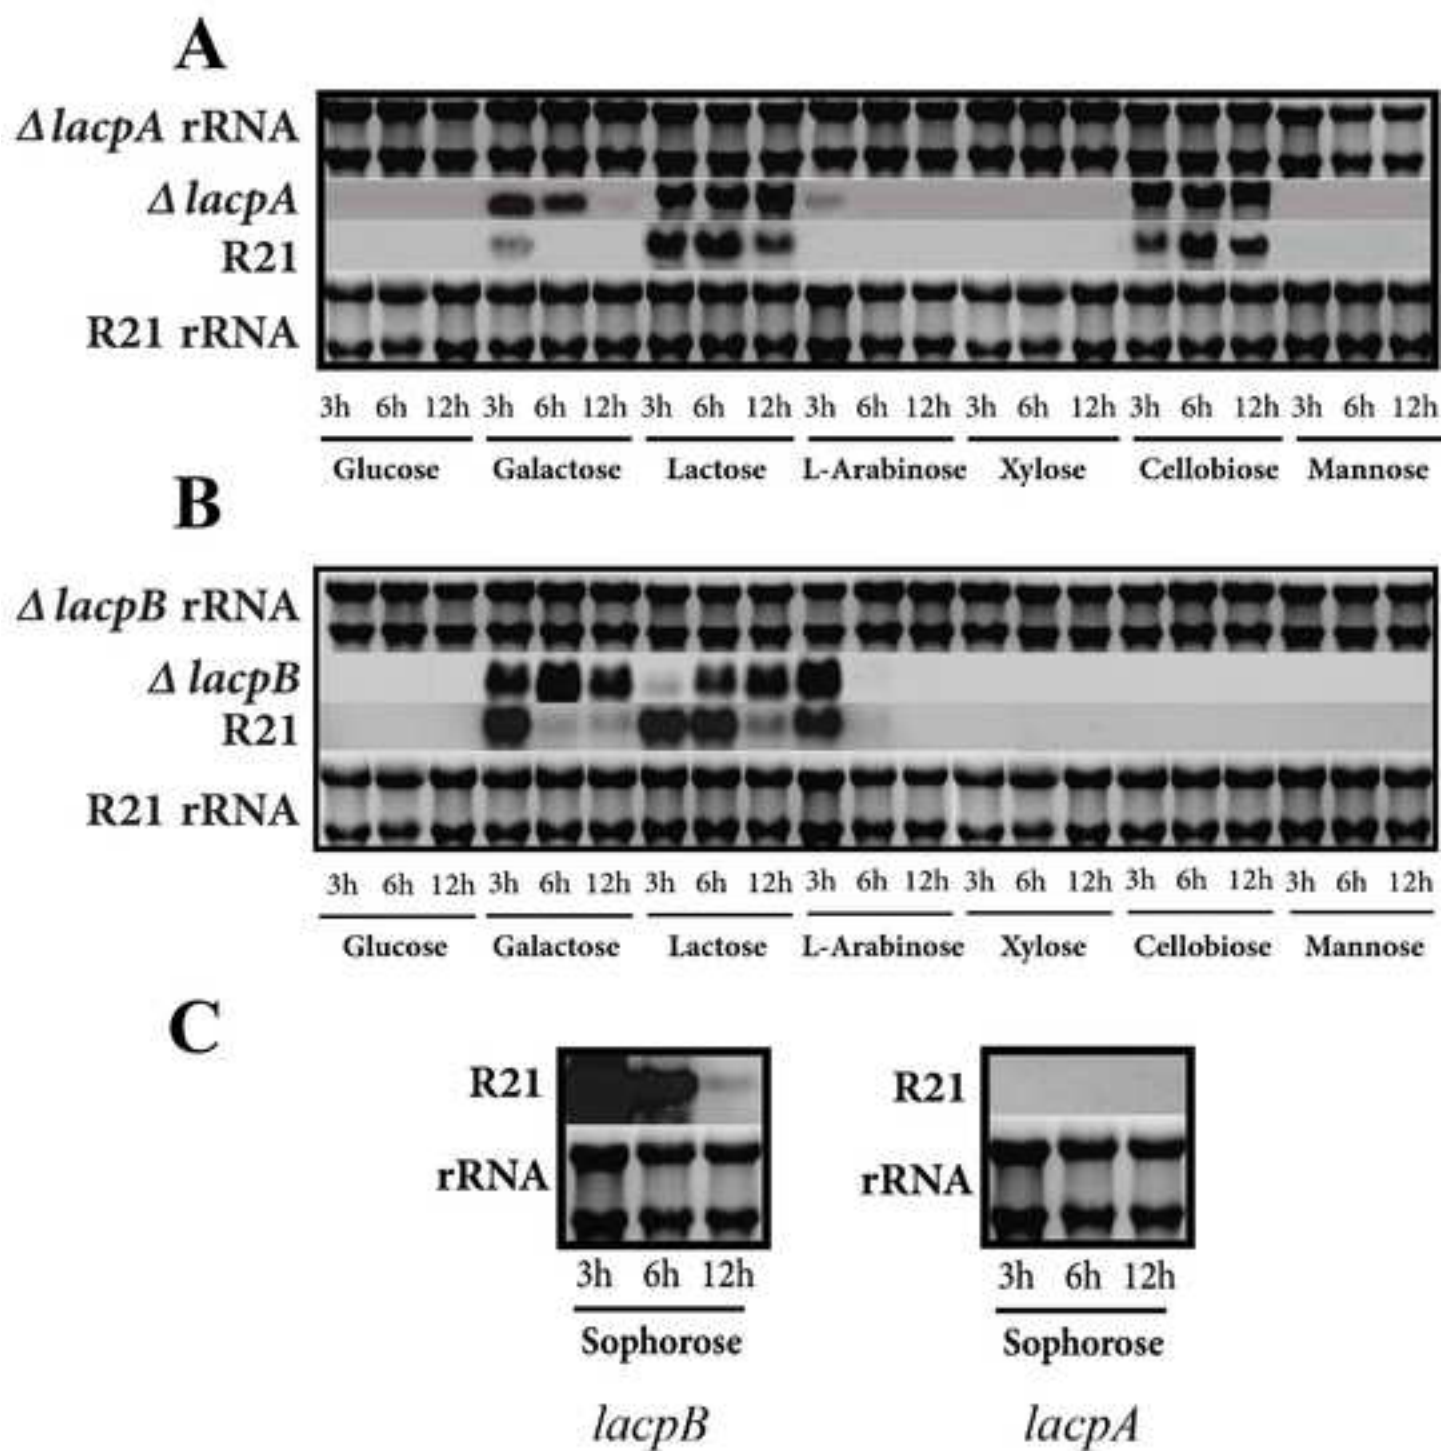 A
Δ lacpA rRNA
Δ lacpA
R21
R21 rRNA
3h 6h 12h 3h 6h 12h 3h 6h 12h 3h 6h 12h 3h 6h 12h 3h 6h 12h 3h 6h 12h
Glucose Galactose Lactose L-Arabinose Xylose Cellobiose Mannose
B
Δ lacpB rRNA
Δ lacpB
R21
R21 rRNA
3h 6h 12h 3h 6h 12h 3h 6h 12h 3h 6h 12h 3h 6h 12h 3h 6h 12h 3h 6h 12h
Glucose Galactose Lactose L-Arabinose Xylose Cellobiose Mannose
C
R21 R21
rRNA rRNA
3h 6h 12h 3h 6h 12h
Sophorose Sophorose
lacpB lacpA